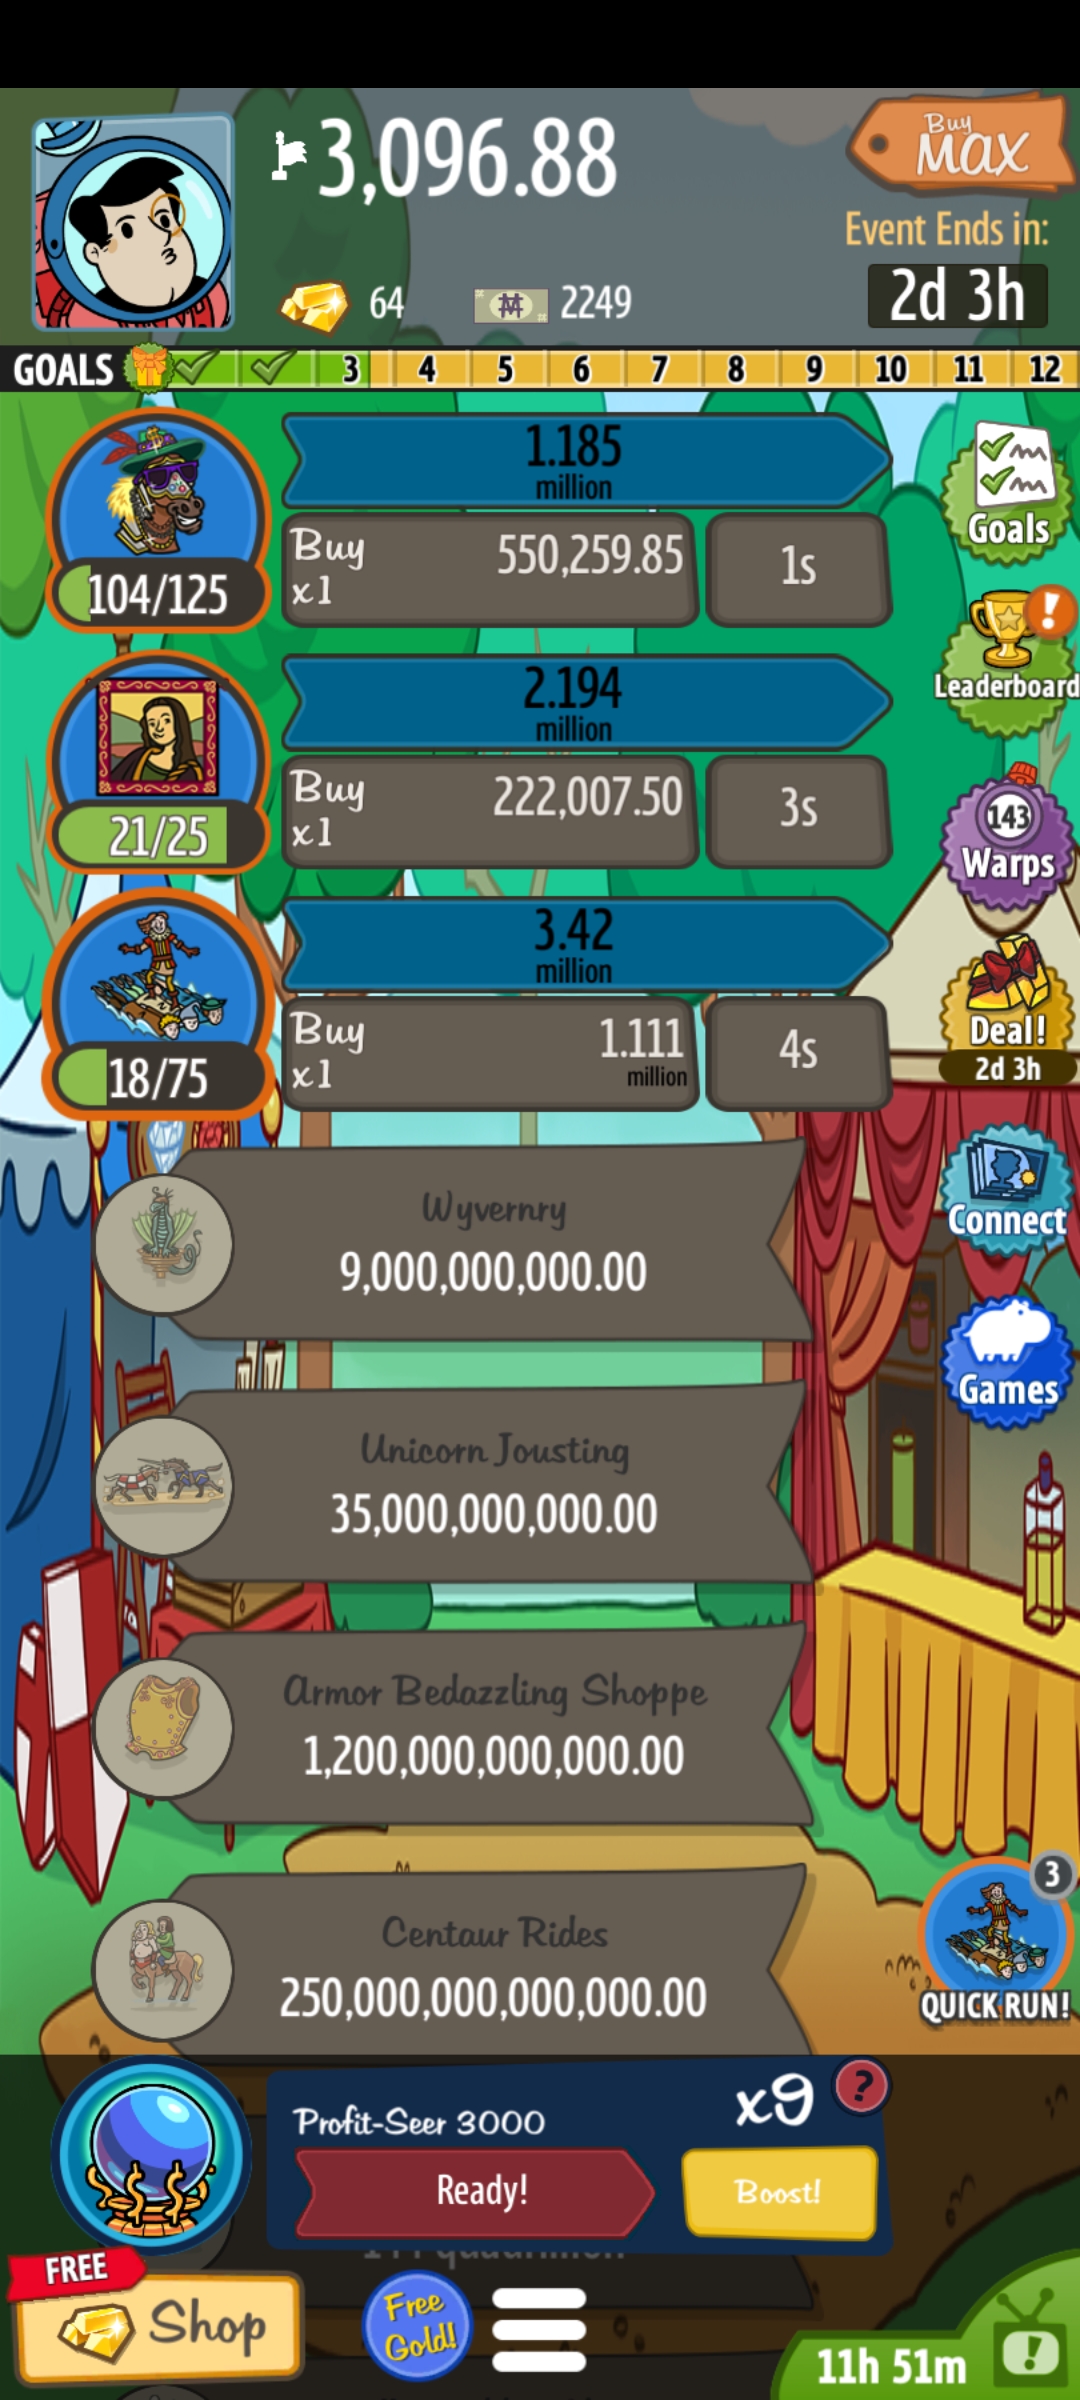 3,096.88
Buy
MAX
Event Ends in:
2d 3h
64
2249
GOALS
3 4 5 6 7 8 9 10 11 12
1.185
million
Buy
x1
550,259.85
1s
104/125
Goals
Leaderboard
2.194
million
Buy
x1
222,007.50
3s
21/25
143
Warps
3.42
million
Buy
x1
1.111
million
4s
18/75
Deal!
2d 3h
Wyvernry
9,000,000,000.00
Connect
Unicorn Jousting
35,000,000,000.00
Games
Armor Bedazzling Shoppe
1,200,000,000,000.00
Centaur Rides
250,000,000,000,000.00
3
QUICK RUN!
Profit-Seer 3000
x9
?
Ready!
Boost!
FREE
Shop
Free
Gold!
11h 51m